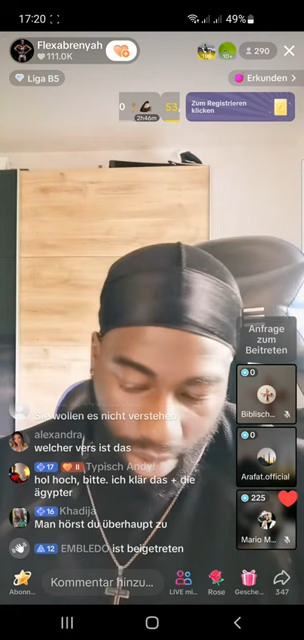 17:20
49%
Flexabrenyah
111.0K
10+
290
Liga B5
Erkunden >
0
53.
2h46m
Zum Registrieren
klicken
Anfrage
zum
Beitreten
0
Biblisch...
0
Arafat.official
225
Mario M...
Sie wollen es nicht verstehen
alexandra
welcher vers ist das
17 II Typisch Andy!
hol hoch, bitte. ich klär das + die
ägypter
16 Khadija
Man hörst du überhaupt zu
12 EMBLEDO ist beigetreten
Abonn...
Kommentar hinzu...
LIVE mi...
Rose
Gesche...
347